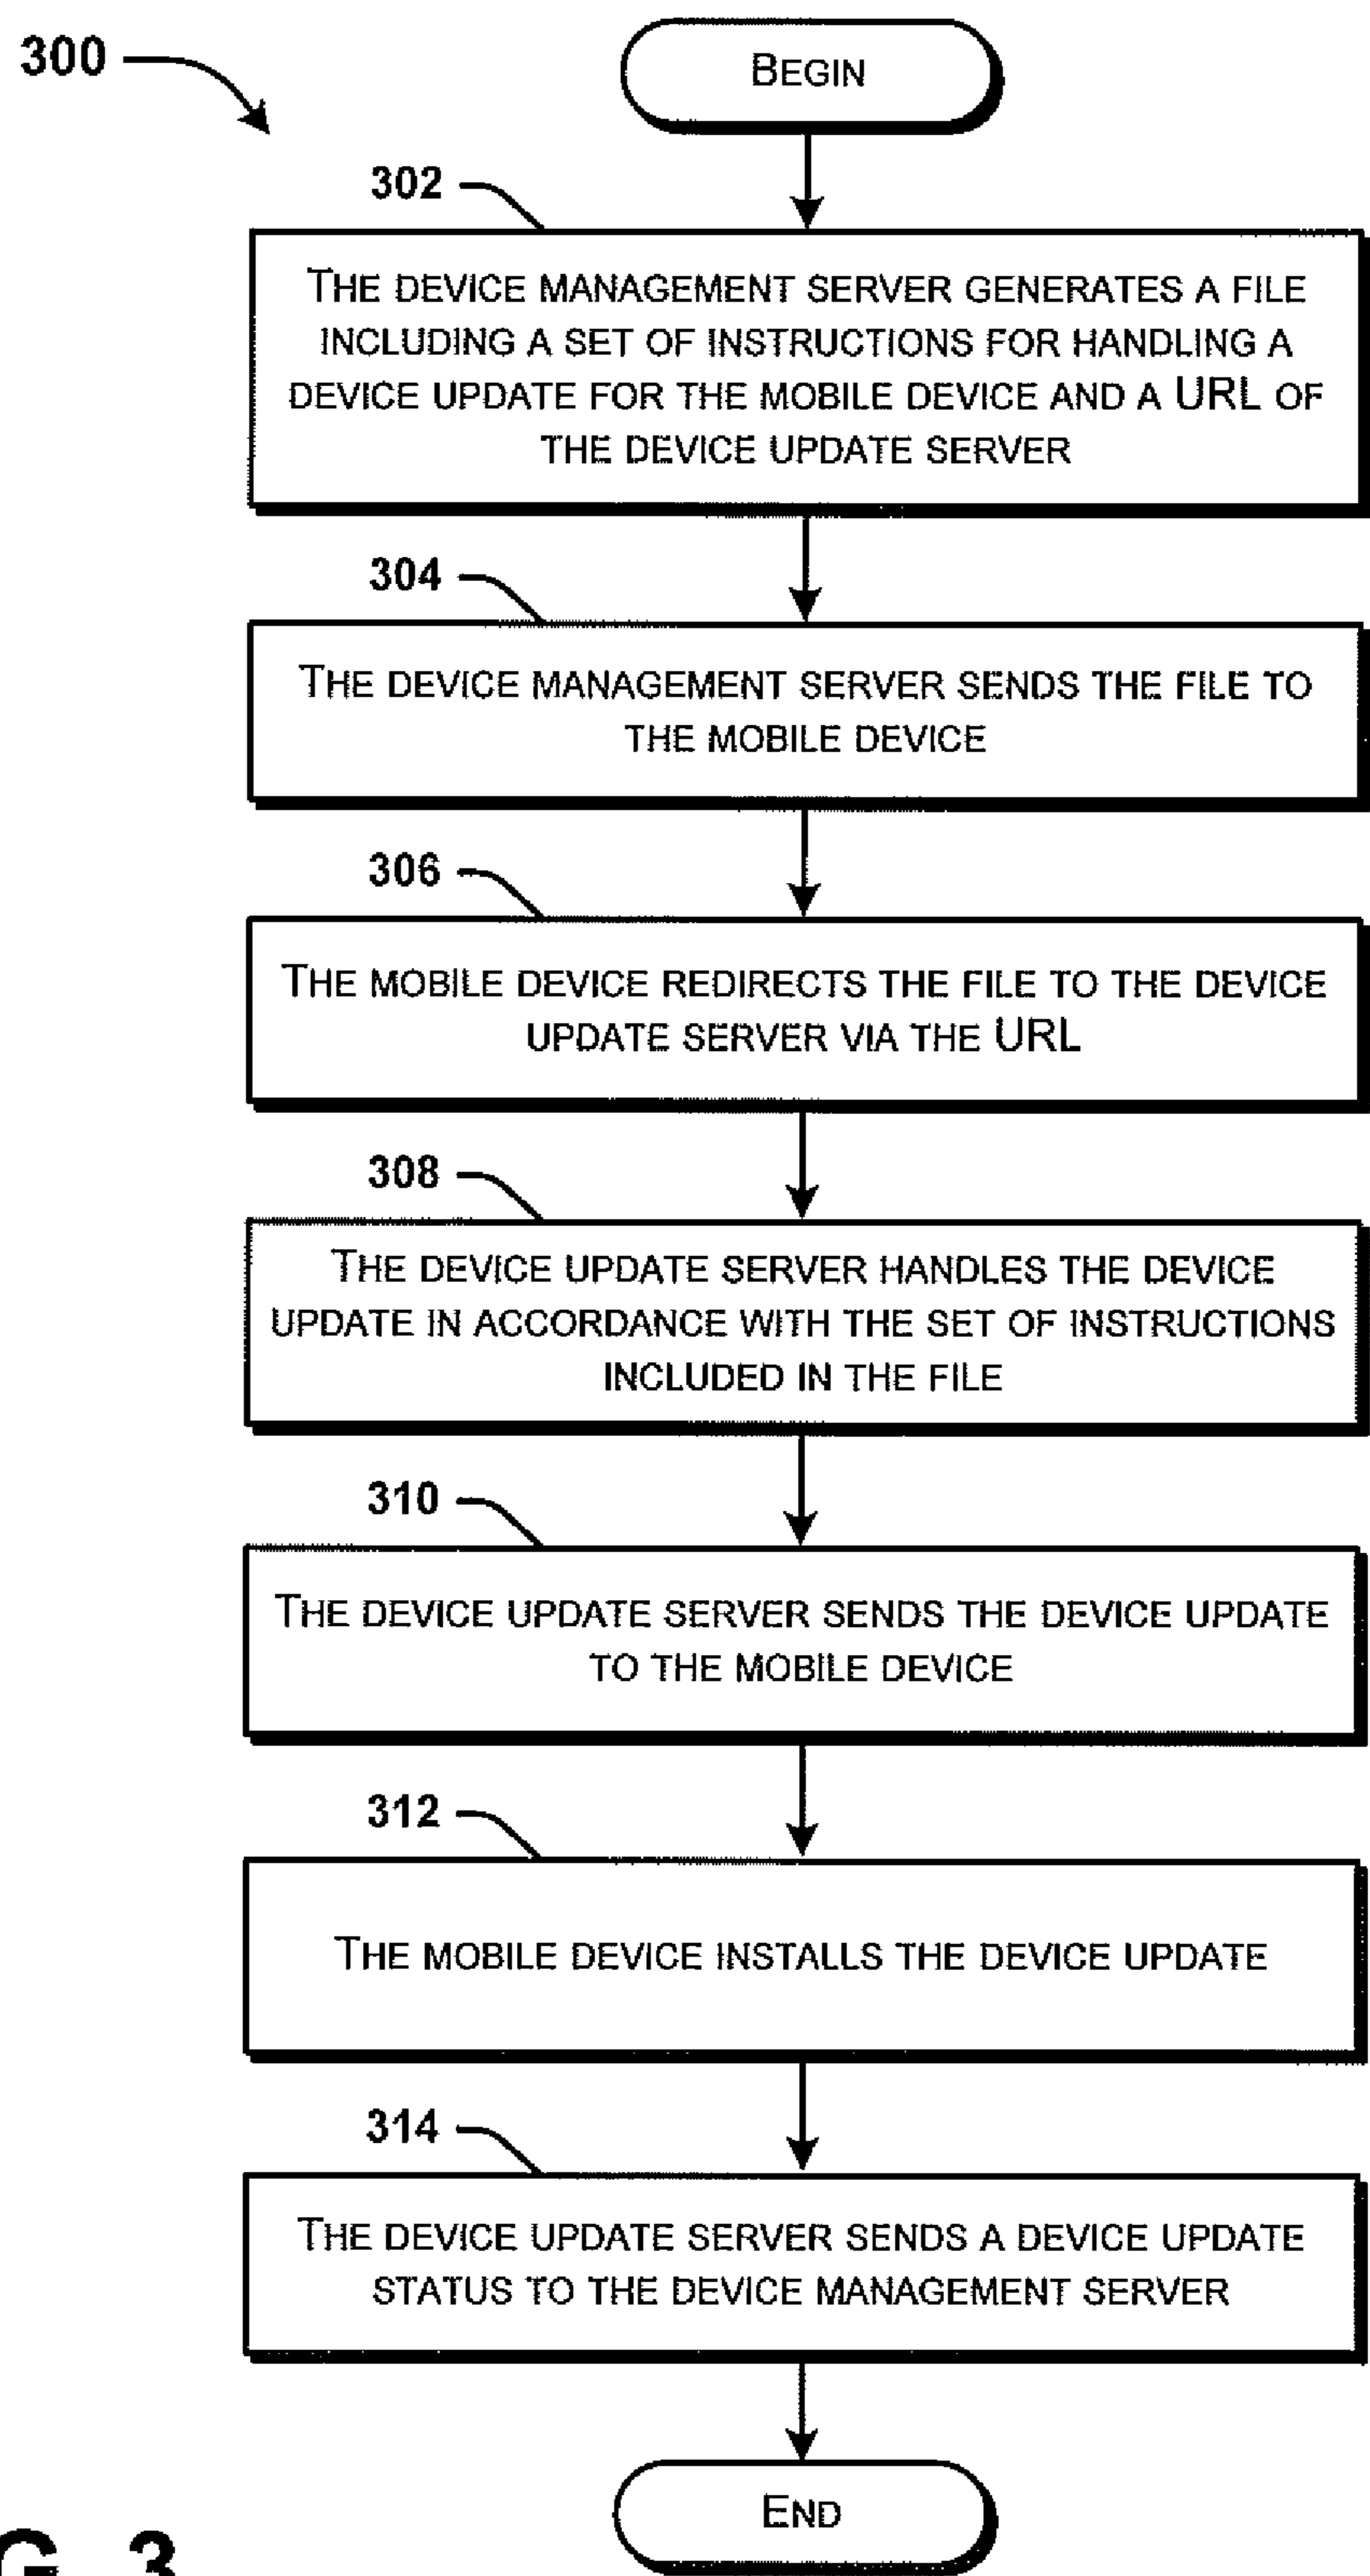 300
BEGIN
302
THE DEVICE MANAGEMENT SERVER GENERATES A FILE
INCLUDING A SET OF INSTRUCTIONS FOR HANDLING A
DEVICE UPDATE FOR THE MOBILE DEVICE AND A URL OF
THE DEVICE UPDATE SERVER
304
THE DEVICE MANAGEMENT SERVER SENDS THE FILE TO
THE MOBILE DEVICE
306
THE MOBILE DEVICE REDIRECTS THE FILE TO THE DEVICE
UPDATE SERVER VIA THE URL
308
THE DEVICE UPDATE SERVER HANDLES THE DEVICE
UPDATE IN ACCORDANCE WITH THE SET OF INSTRUCTIONS
INCLUDED IN THE FILE
310
THE DEVICE UPDATE SERVER SENDS THE DEVICE UPDATE
TO THE MOBILE DEVICE
312
THE MOBILE DEVICE INSTALLS THE DEVICE UPDATE
314
THE DEVICE UPDATE SERVER SENDS A DEVICE UPDATE
STATUS TO THE DEVICE MANAGEMENT SERVER
END
G. 3